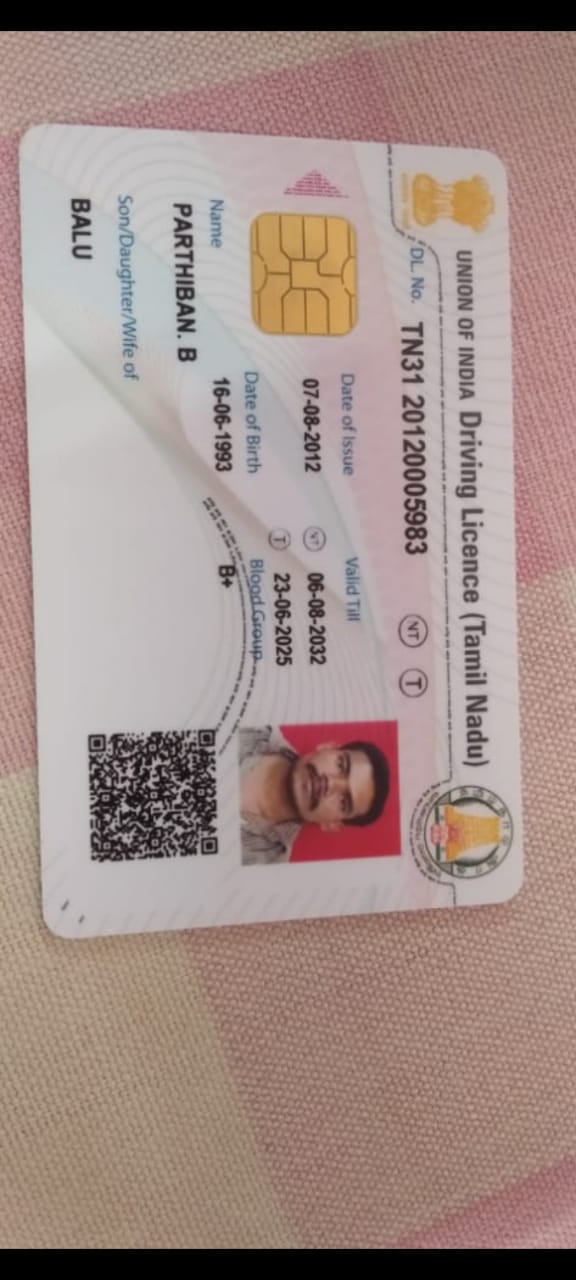 UNION OF INDIA Driving Licence (Tamil Nadu)
DL. No. TN31 20120005983 NT T
Date of Issue Valid Till
07-08-2012 NT 06-08-2032
T 23-06-2025
Date of Birth Blood Group
16-06-1993 B+
Name
PARTHIBAN. B
Son/Daughter/Wife of
BALU